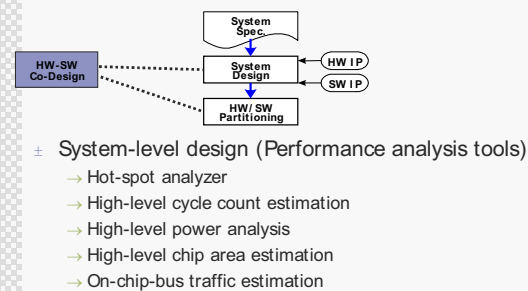 System
Spec.
HW-SW
Co-Design
System
Design
HW IP
SW IP
HW/ SW
Partitioning
± System-level design (Performance analysis tools)
→ Hot-spot analyzer
→ High-level cycle count estimation
→ High-level power analysis
→ High-level chip area estimation
→ On-chip-bus traffic estimation